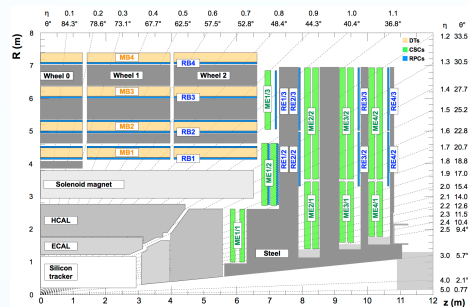 η 0.1 0.2 0.3 0.4 0.5 0.6 0.7 0.8 0.9 1.0 1.1 η θ°
θ° 84.3° 78.6° 73.1° 67.7° 62.5° 57.5° 52.8° 48.4° 44.3° 40.4° 36.8°
R (m)
8
7
6
5
4
3
2
1
0
DTs
CSCs
RPCs
1.2 33.5°
1.3 30.5°
1.4 27.7°
1.5 25.2°
1.6 22.8°
1.7 20.7°
1.8 18.8°
1.9 17.0°
2.0 15.4°
2.1 14.0°
2.2 12.6°
2.3 11.5°
2.4 10.4°
2.5 9.4°
3.0 5.7°
4.0 2.1°
5.0 0.77°
MB4
RB4
Wheel 0 Wheel 1 Wheel 2
MB3
RB3
MB2
RB2
MB1
RB1
Solenoid magnet
HCAL
ECAL
Silicon
tracker
Steel
ME1/3
ME1/2
ME1/1
RE1/3
RE2/3
RE1/2
RE2/2
ME2/2
ME2/1
ME3/2
ME3/1
RE3/3
RE3/2
ME4/2
ME4/1
RE4/3
RE4/2
0 1 2 3 4 5 6 7 8 9 10 11 12 z (m)